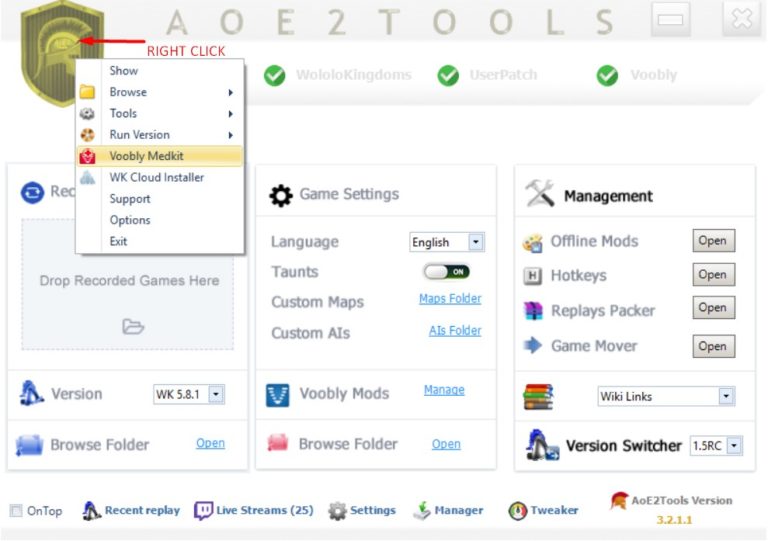 AOE2TOOLS
RIGHT CLICK
WololoKingdoms
UserPatch
Voobly
Show
Browse
Tools
Run Version
Voobly Medkit
WK Cloud Installer
Support
Options
Exit
Rec
Drop Recorded Games Here
Version
WK 5.8.1
Browse Folder
Open
Game Settings
Language
English
Taunts
ON
Custom Maps
Maps Folder
Custom AIs
AIs Folder
Voobly Mods
Manage
Browse Folder
Open
Management
Offline Mods
Open
H
Hotkeys
Open
Replays Packer
Open
Game Mover
Open
Wiki Links
Version Switcher
1.5RC
OnTop
Recent replay
Live Streams (25)
Settings
Manager
Tweaker
AoE2Tools Version
3.2.1.1